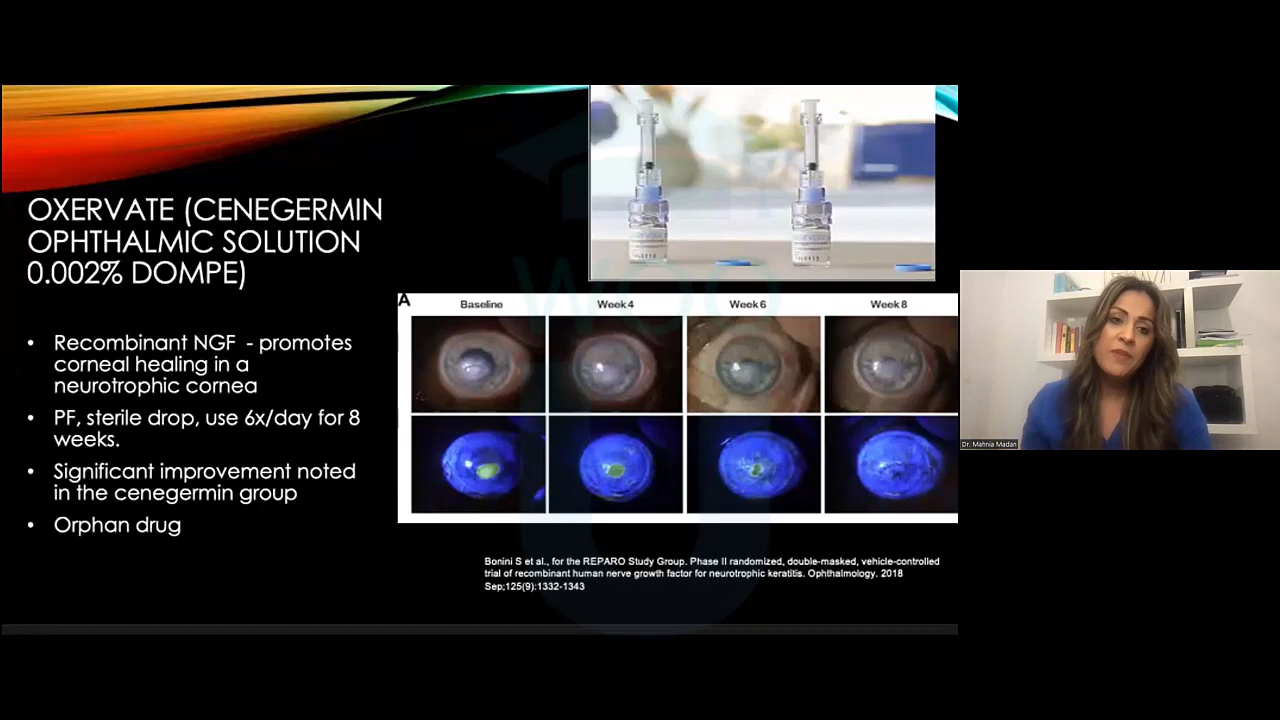 OXERVATE (CENEGERMIN
OPHTHALMIC SOLUTION
0.002% DOMPE)
• Recombinant NGF - promotes
corneal healing in a
neurotrophic cornea
• PF, sterile drop, use 6x/day for 8
weeks.
• Significant improvement noted
in the cenegermin group
• Orphan drug
A
Baseline Week 4 Week 6 Week 8
Bonini S et al., for the REPARO Study Group. Phase II randomized, double-masked, vehicle-controlled
trial of recombinant human nerve growth factor for neurotrophic keratitis. Ophthalmology. 2018
Sep;125(9):1332-1343
WOO
U
Dr. Mahnia Madan